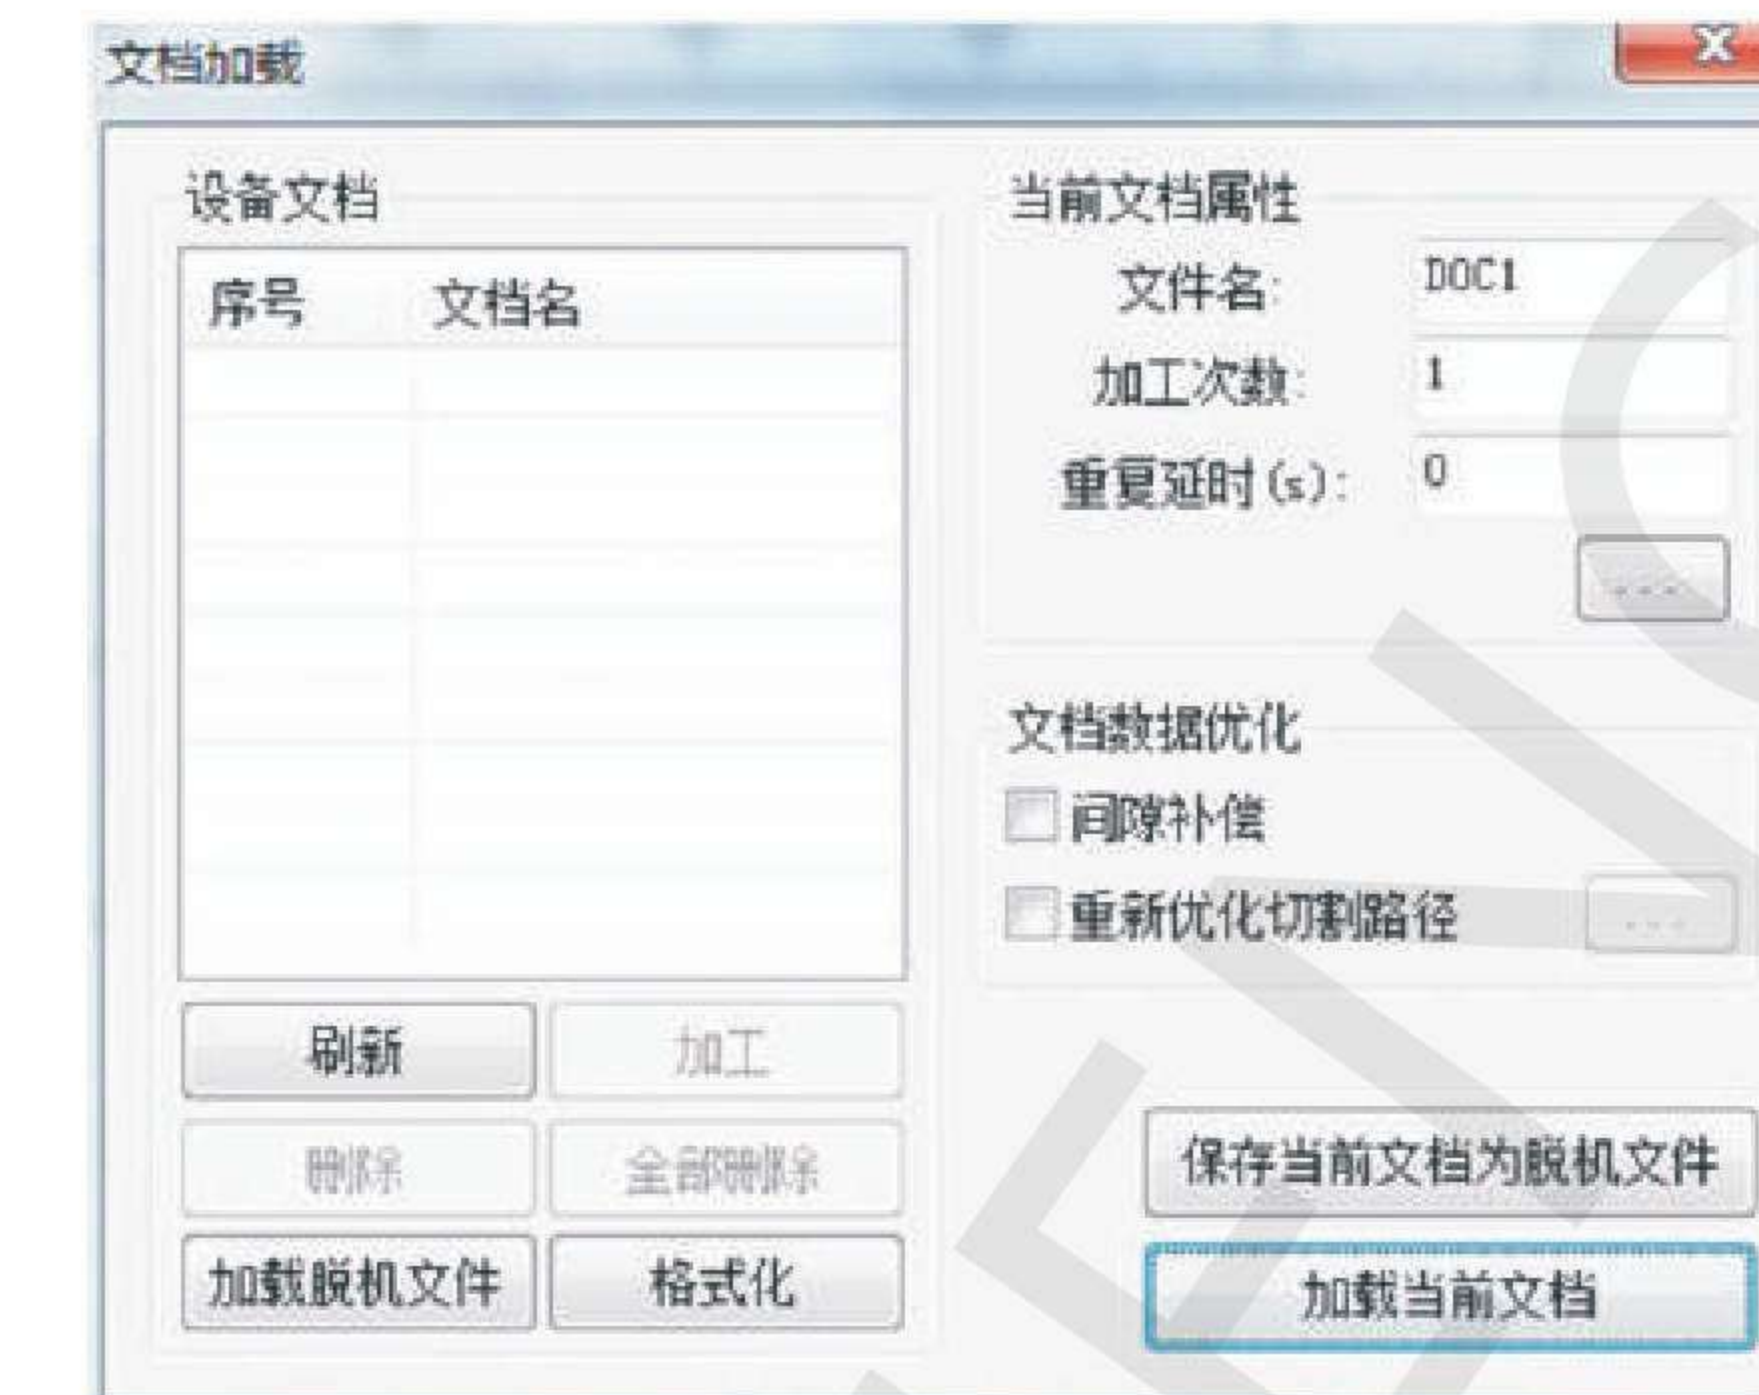 文档加载
设备文档
序号 文档名
刷新 加工
删除 全部删除
加载脱机文件 格式化
当前文档属性
文件名: DOC1
加工次数: 1
重复延时(s): 0
...
文档数据优化
间隙补偿
重新优化切割路径 ...
保存当前文档为脱机文件
加载当前文档